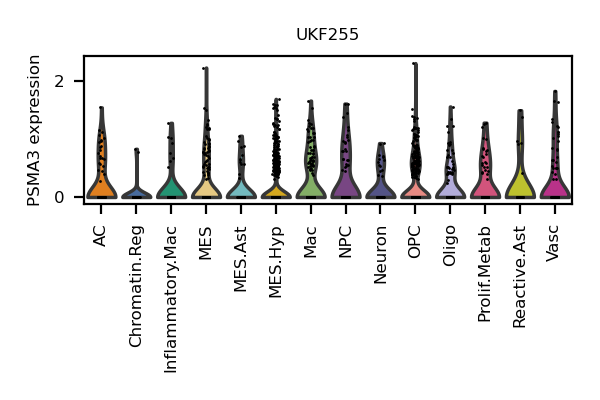 UKF255
PSMA3 expression
2
0
AC
Chromatin.Reg
Inflammatory.Mac
MES
MES.Ast
MES.Hyp
Mac
NPC
Neuron
OPC
Oligo
Prolif.Metab
Reactive.Ast
Vasc